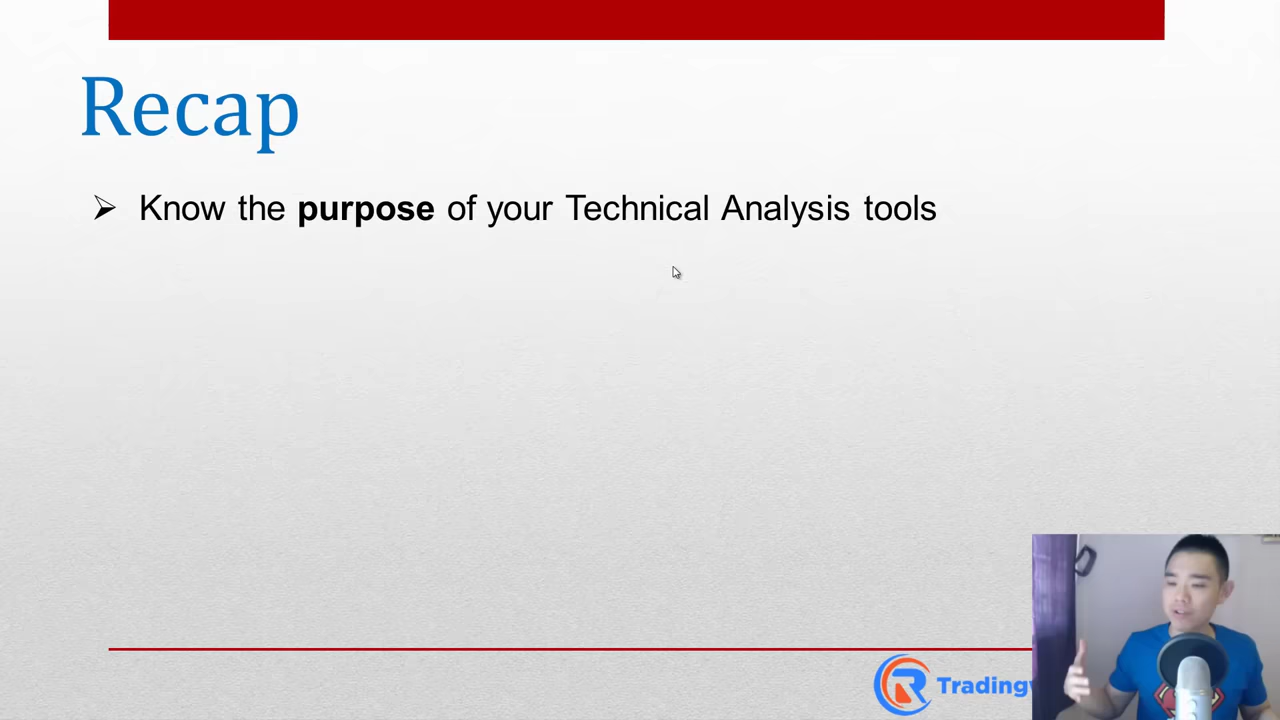 Recap
➢ Know the purpose of your Technical Analysis tools
Trading